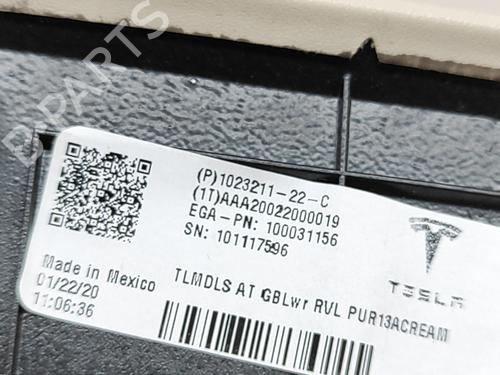 B-PARTS
(P)1023211-22-C
(1T)AAA20022000019
EGA-PN: 100031156
SN: 101117596
TESLA
Made in Mexico
01/22/20
11:06:36
TLMDLS AT GBLwr RVL PUR13ACREAM